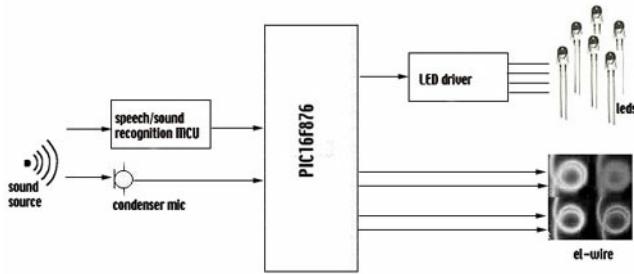 LED driver
leds
speech/sound
recognition MCU
PIC16F876
sound
source
condenser mic
el-wire